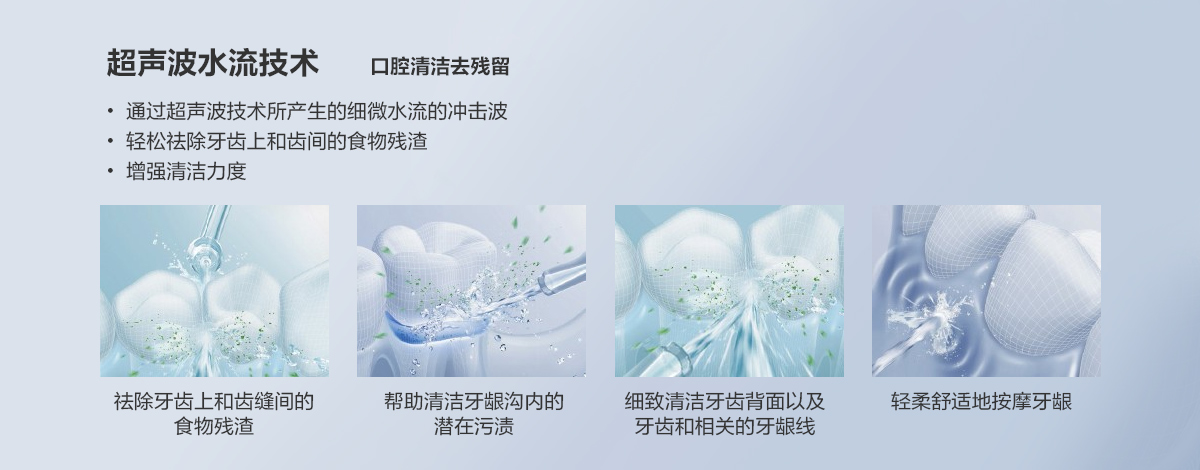 超声波水流技术
口腔清洁去残留
• 通过超声波技术所产生的细微水流的冲击波
• 轻松祛除牙齿上和齿间的食物残渣
• 增强清洁力度
祛除牙齿上和齿缝间的
食物残渣
帮助清洁牙龈沟内的
潜在污渍
细致清洁牙齿背面以及
牙齿和相关的牙龈线
轻柔舒适地按摩牙龈